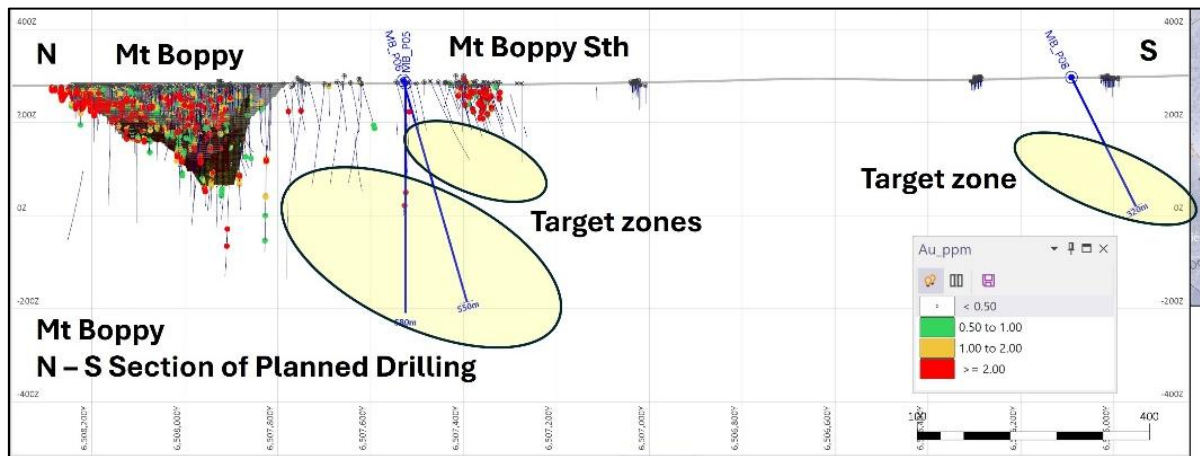 400Z
400Z
N
Mt Boppy
MB_P06
MB_P05
Mt Boppy Sth
MB_P08
S
200Z
200Z
Target zone
Target zones
0Z
0Z
320m
Au_ppm
< 0.50
0.50 to 1.00
1.00 to 2.00
>= 2.00
-200Z
550m
580m
Mt Boppy
N – S Section of Planned Drilling
-400Z
-400Z
6,508,200Y
6,508,000Y
6,507,800Y
6,507,600Y
6,507,400Y
6,507,200Y
6,507,000Y
6,506,800Y
6,506,600Y
100
400